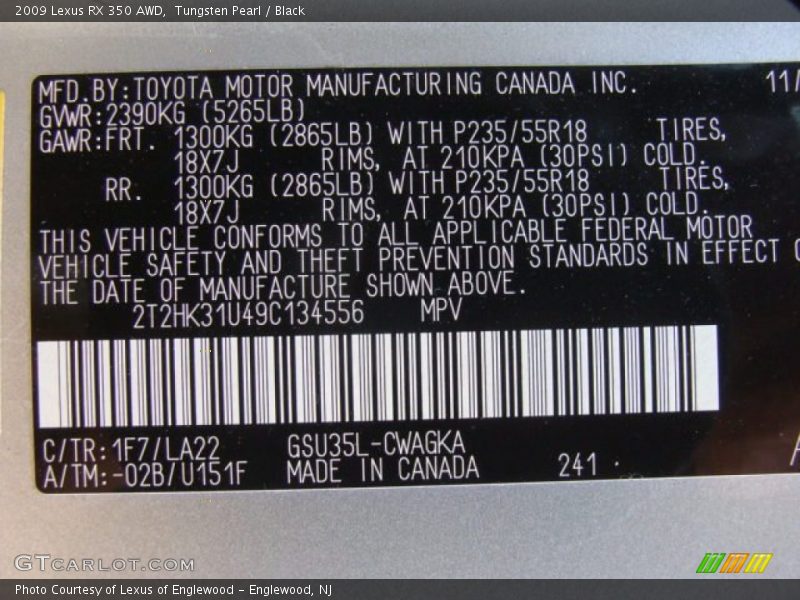 2009 Lexus RX 350 AWD, Tungsten Pearl / Black
MFD.BY:TOYOTA MOTOR MANUFACTURING CANADA INC. 11/
GVWR:2390KG (5265LB)
GAWR:FRT. 1300KG (2865LB) WITH P235/55R18 TIRES,
18X7J RIMS, AT 210KPA (30PSI) COLD.
RR. 1300KG (2865LB) WITH P235/55R18 TIRES,
18X7J RIMS, AT 210KPA (30PSI) COLD.
THIS VEHICLE CONFORMS TO ALL APPLICABLE FEDERAL MOTOR
VEHICLE SAFETY AND THEFT PREVENTION STANDARDS IN EFFECT
THE DATE OF MANUFACTURE SHOWN ABOVE.
2T2HK31U49C134556 MPV
C/TR:1F7/LA22 GSU35L-CWAGKA
A/TM:-02B/U151F MADE IN CANADA 241
GTCARLOT.COM
Photo Courtesy of Lexus of Englewood – Englewood, NJ